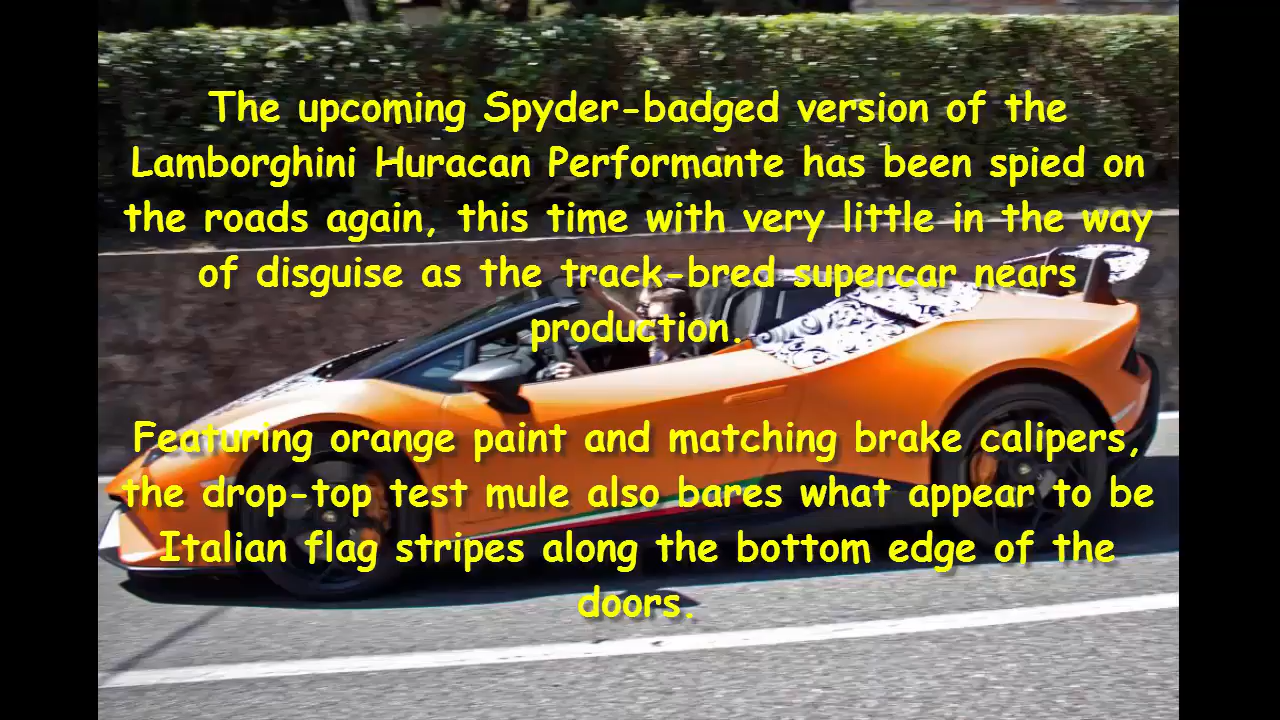 The upcoming Spyder-badged version of the
Lamborghini Huracan Performante has been spied on
the roads again, this time with very little in the way
of disguise as the track-bred supercar nears
production.
Featuring orange paint and matching brake calipers,
the drop-top test mule also bares what appear to be
Italian flag stripes along the bottom edge of the
doors.